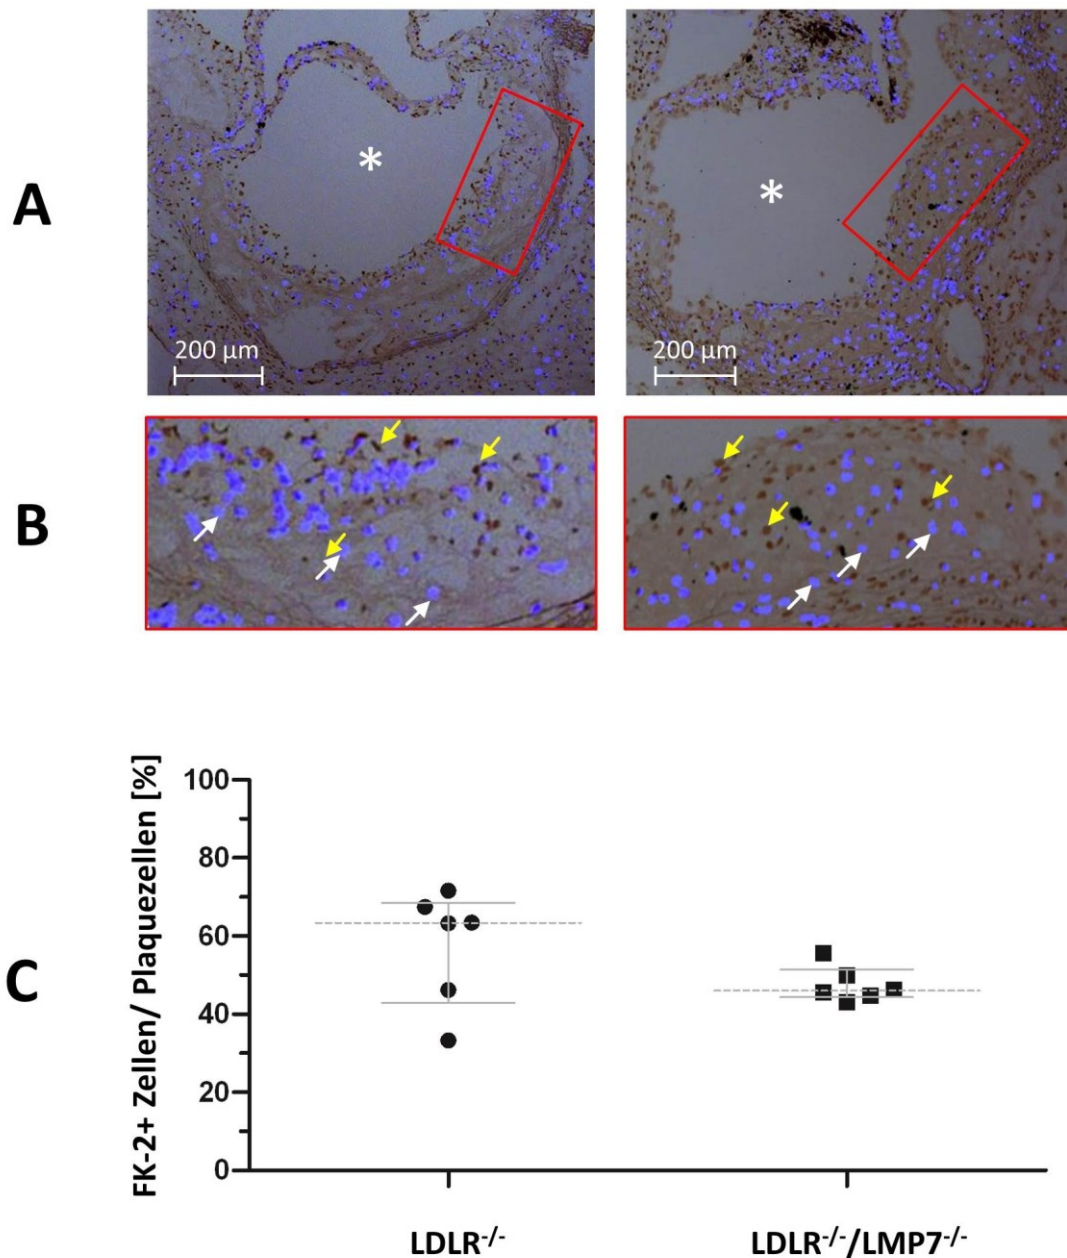 A
*
*
200 µm
200 µm
B
C
FK-2+ Zellen/ Plaquezellen [%]
100
80
60
40
20
0
LDLR⁻/⁻
LDLR⁻/⁻/LMP7⁻/⁻